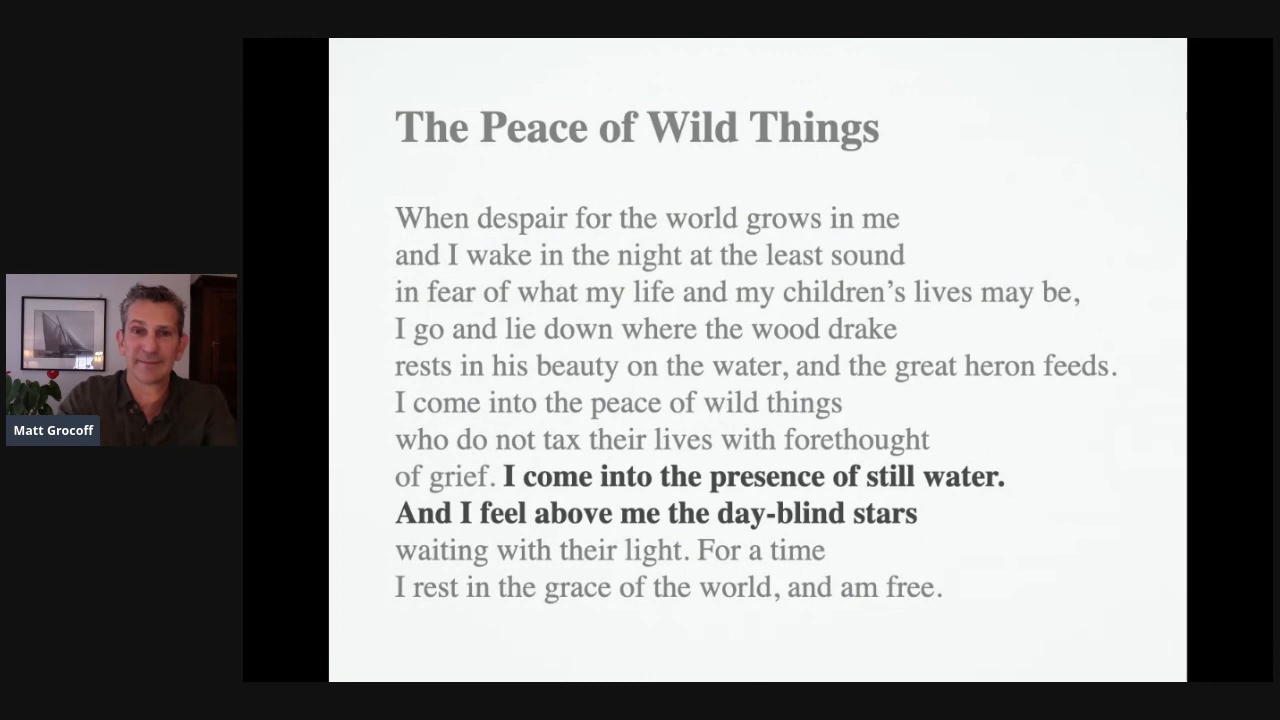 The Peace of Wild Things
When despair for the world grows in me
and I wake in the night at the least sound
in fear of what my life and my children’s lives may be,
I go and lie down where the wood drake
rests in his beauty on the water, and the great heron feeds.
I come into the peace of wild things
who do not tax their lives with forethought
of grief. I come into the presence of still water.
And I feel above me the day-blind stars
waiting with their light. For a time
I rest in the grace of the world, and am free.
Matt Grocoff